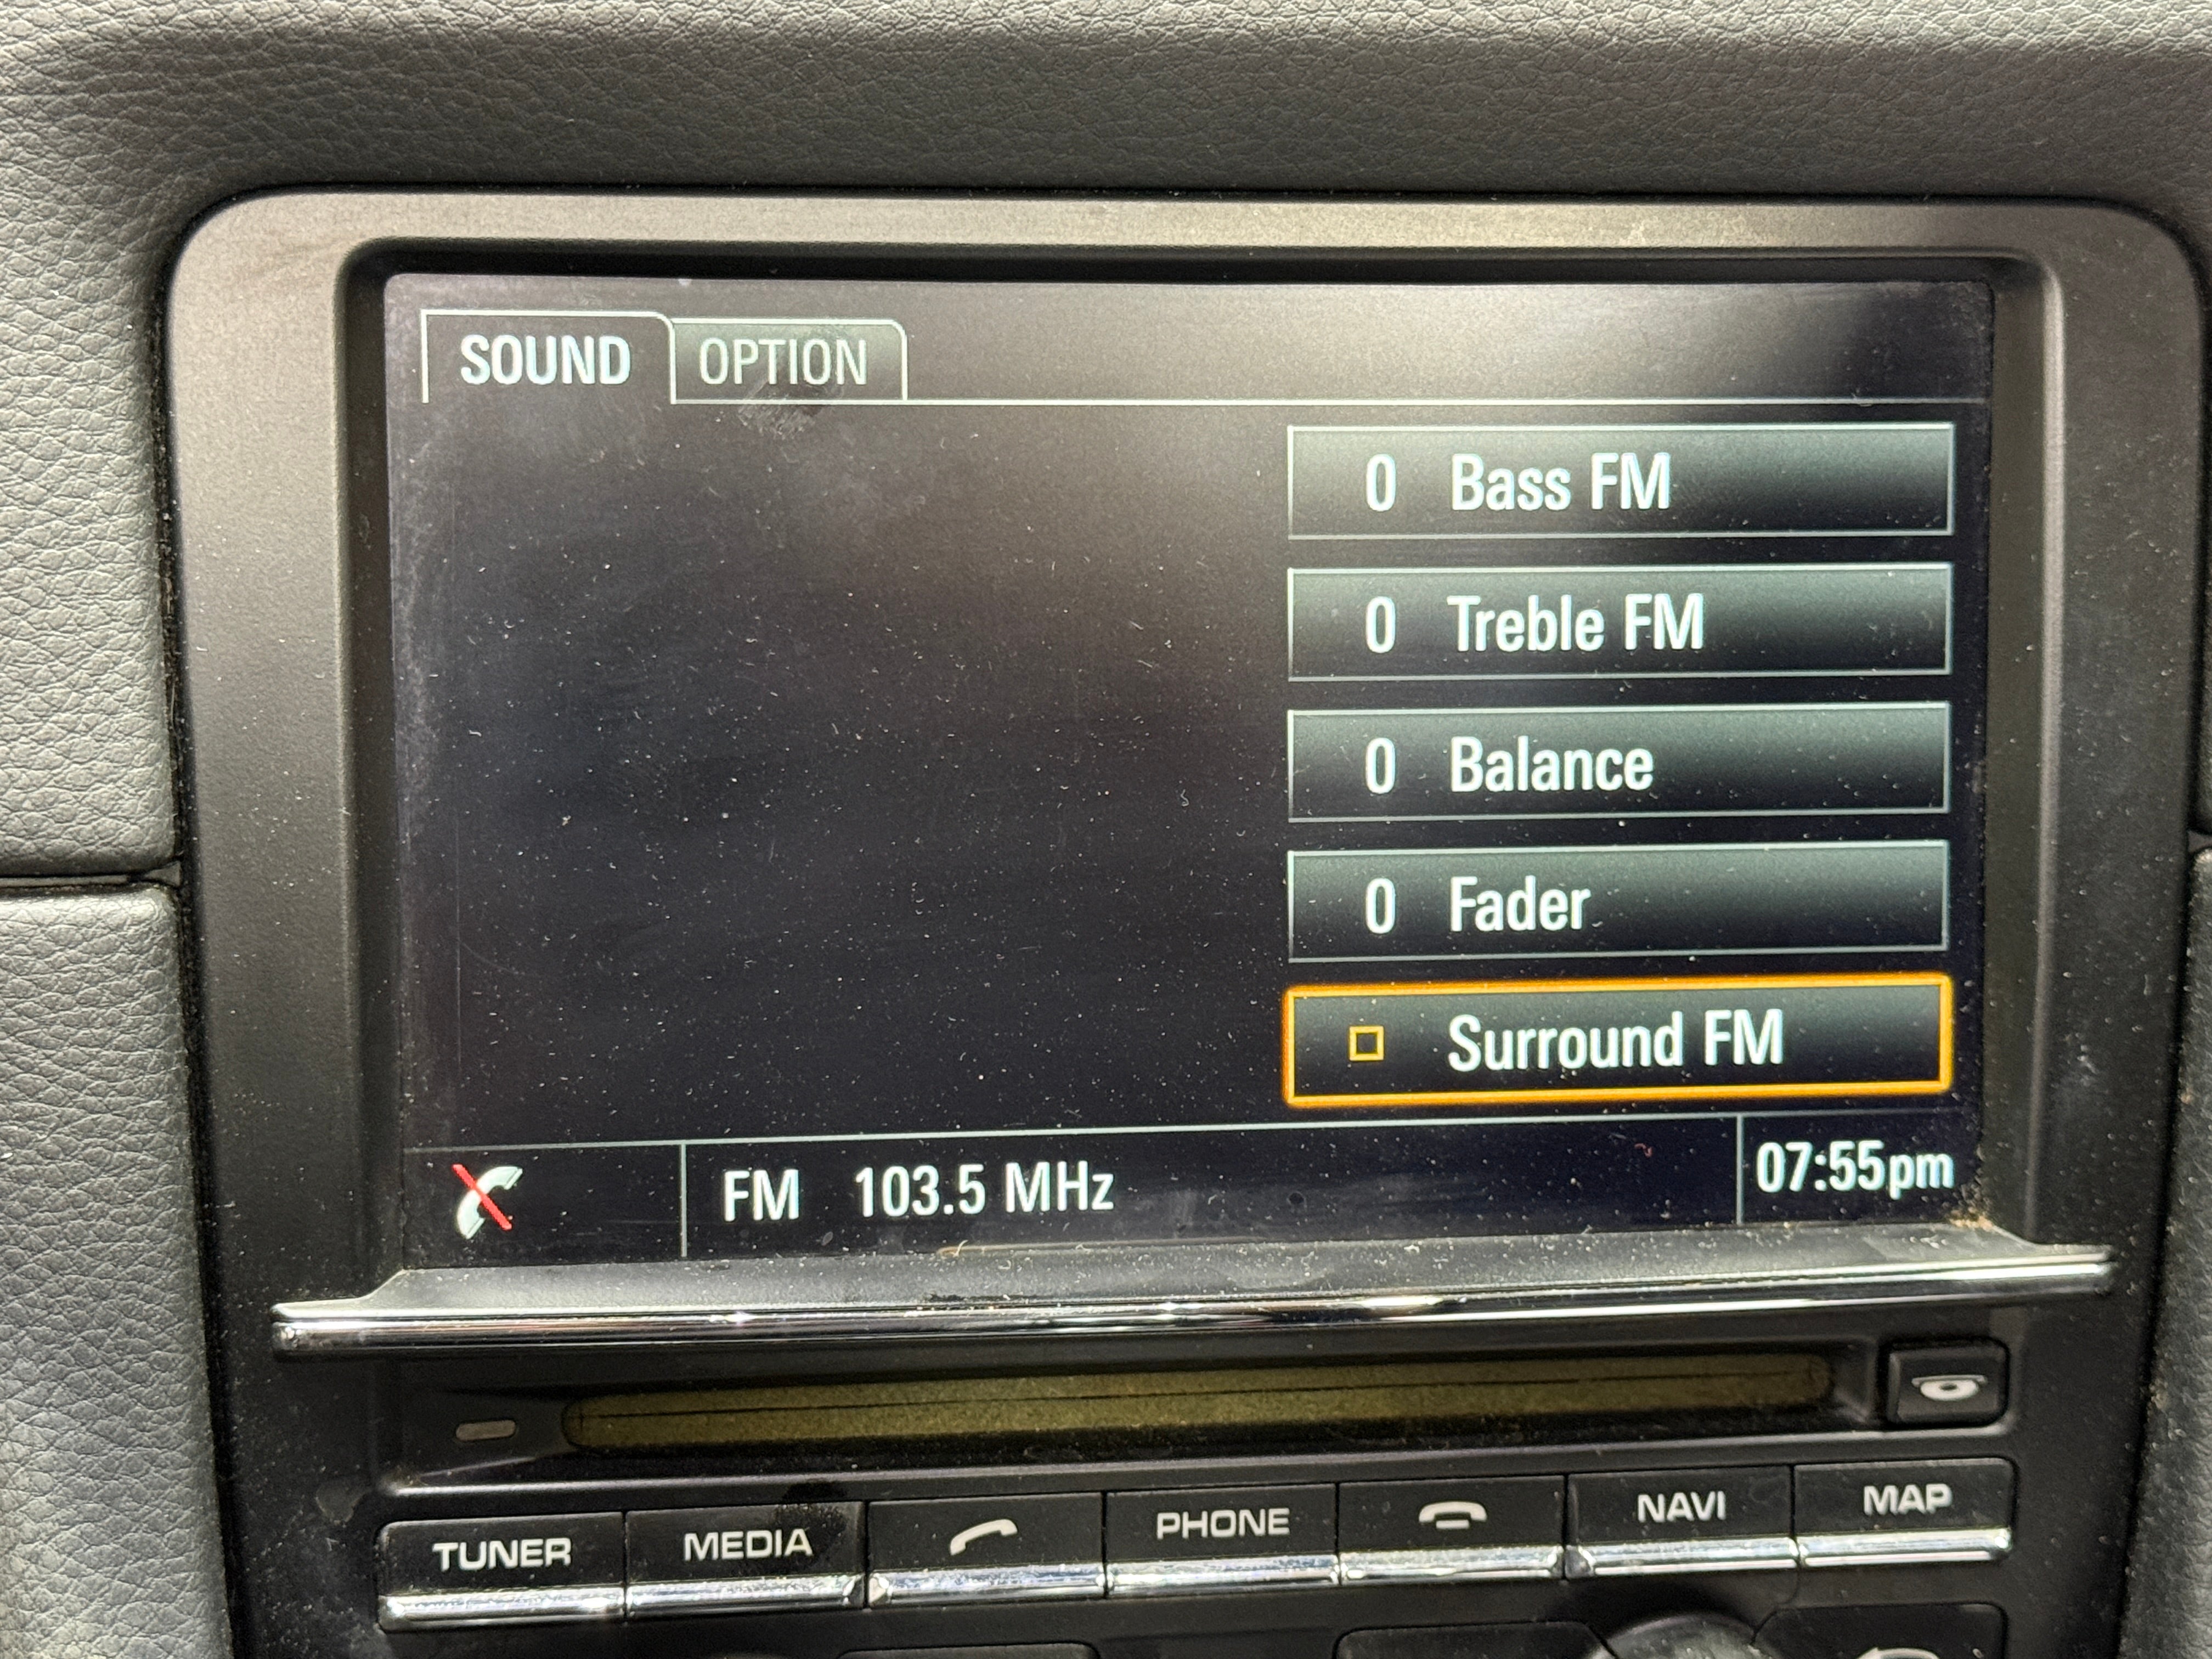 SOUND OPTION
0 Bass FM
0 Treble FM
0 Balance
0 Fader
Surround FM
FM 103.5 MHz 07:55pm
TUNER MEDIA PHONE NAVI MAP